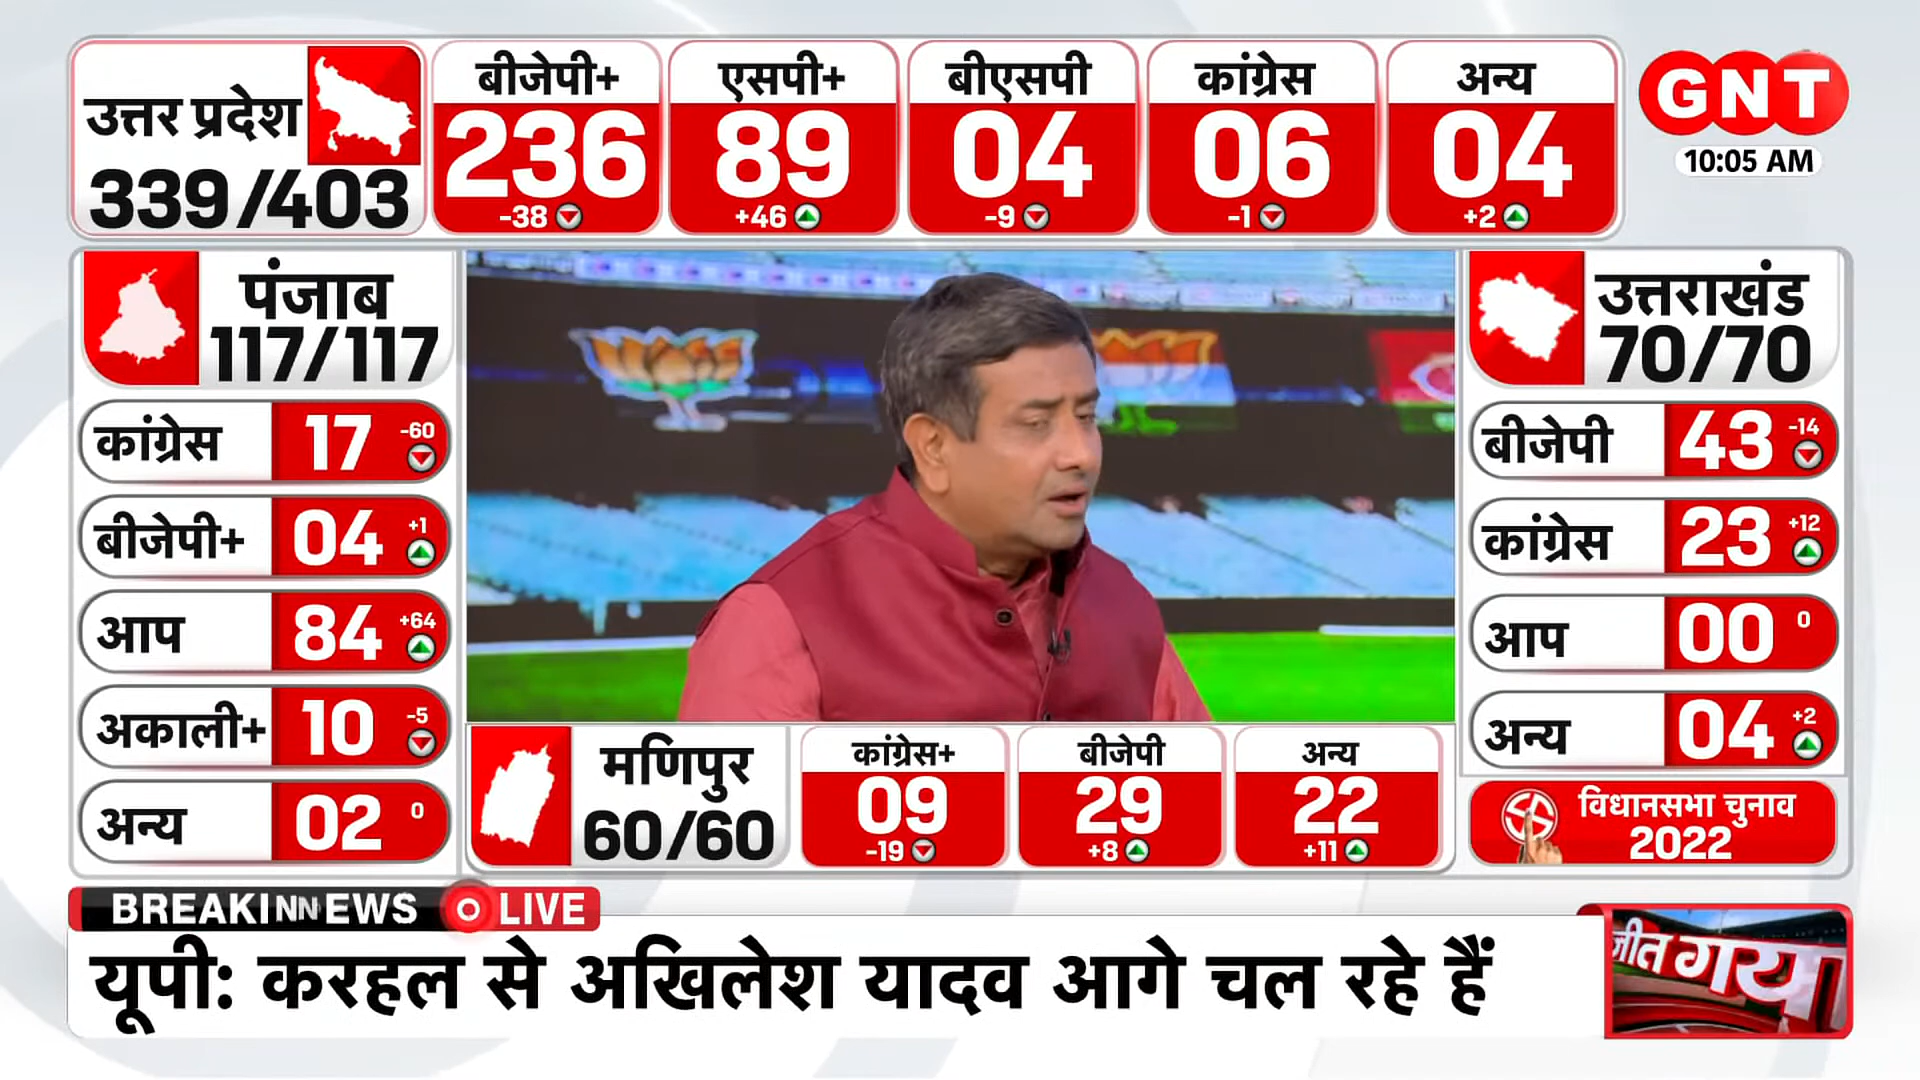 उत्तर प्रदेश
339/403
बीजेपी+
236
-38
एसपी+
89
+46
बीएसपी
04
-9
कांग्रेस
06
-1
अन्य
04
+2
GNT
10:05 AM
पंजाब
117/117
कांग्रेस 17 -60
बीजेपी+ 04 +1
आप 84 +64
अकाली+ 10 -5
अन्य 02 0
उत्तराखंड
70/70
बीजेपी 43 -14
कांग्रेस 23 +12
आप 00 0
अन्य 04 +2
मणिपुर
60/60
कांग्रेस+
09
-19
बीजेपी
29
+8
अन्य
22
+11
विधानसभा चुनाव
2022
LIVE
यूपी: करहल से अखिलेश यादव आगे चल रहे हैं
जीत गया